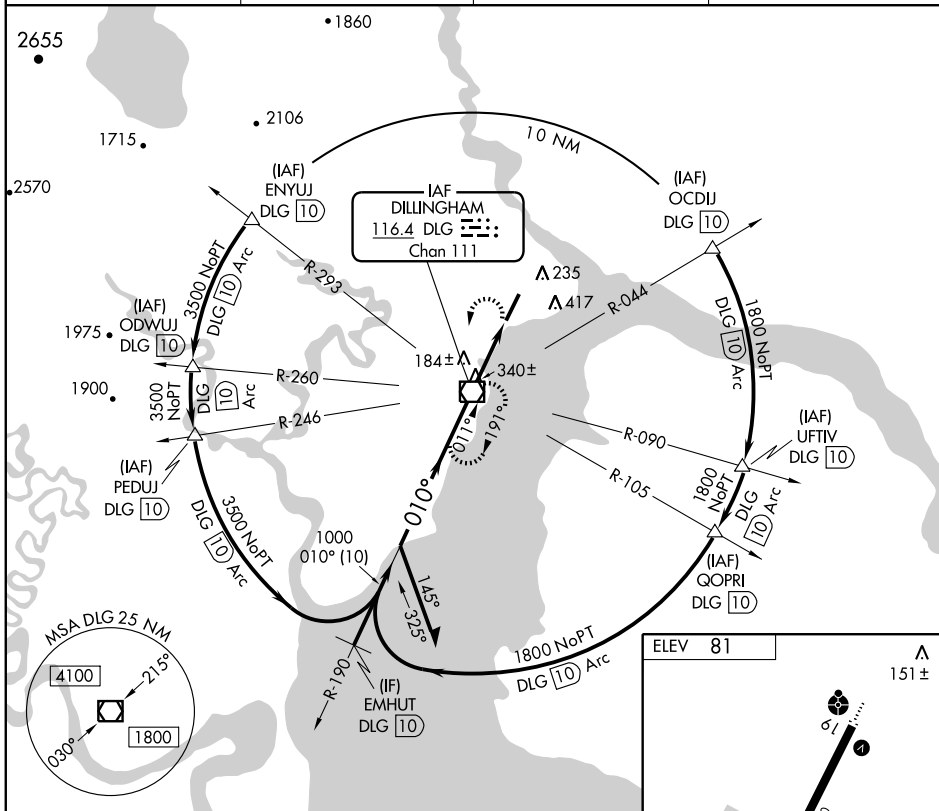 1860
2655
2106
1715
10 NM
2570
(IAF)
ENYUJ
DLG 10
IAF
DILLINGHAM
116.4 DLG
Chan 111
(IAF)
OCDIJ
DLG 10
R-293
3500 NoPT
DLG 10 Arc
235
417
R-044
1800 NoPT
DLG 10 Arc
(IAF)
ODWUJ
DLG 10
1975
184±
340±
R-260
1900
3500
NoPT
DLG
10
Arc
R-246
R-090
(IAF)
UFTIV
DLG 10
011°
191°
R-105
1800
NoPT
DLG
10
Arc
(IAF)
PEDUJ
DLG 10
010°
3500 NoPT
DLG 10 Arc
1000
010° (10)
(IAF)
QOPRI
DLG 10
145°
325°
1800 NoPT
DLG 10 Arc
R-190
(IF)
EMHUT
DLG 10
MSA DLG 25 NM
4100
215°
030°
1800
ELEV 81
151±
19
V